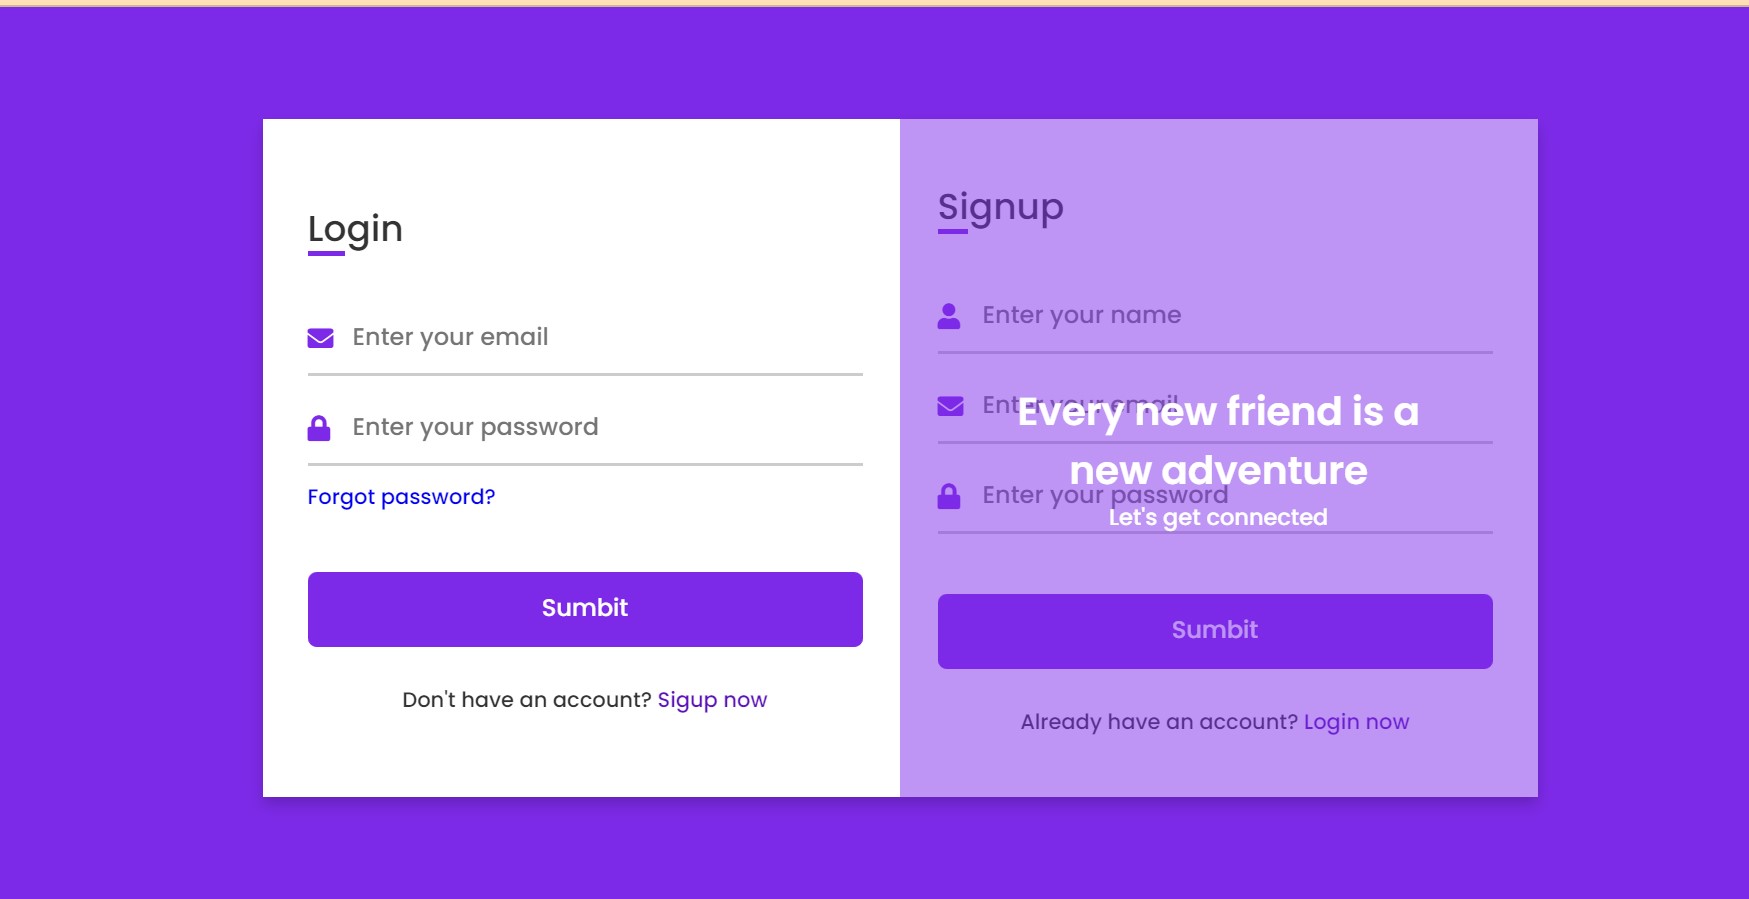 Login
Enter your email
Enter your password
Forgot password?
Sumbit
Don't have an account? Sigup now
Signup
Enter your name
Enter your email
Every new friend is a
new adventure
Enter your password
Let's get connected
Sumbit
Already have an account? Login now